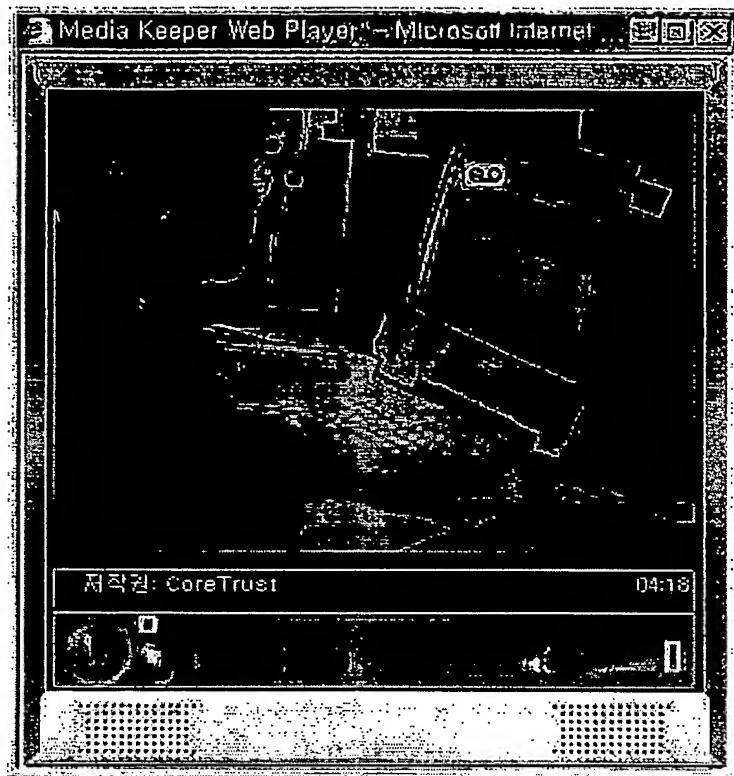 Media Keeper Web Player - Microsoft Internet ...
저작권: CoreTrust
04:18